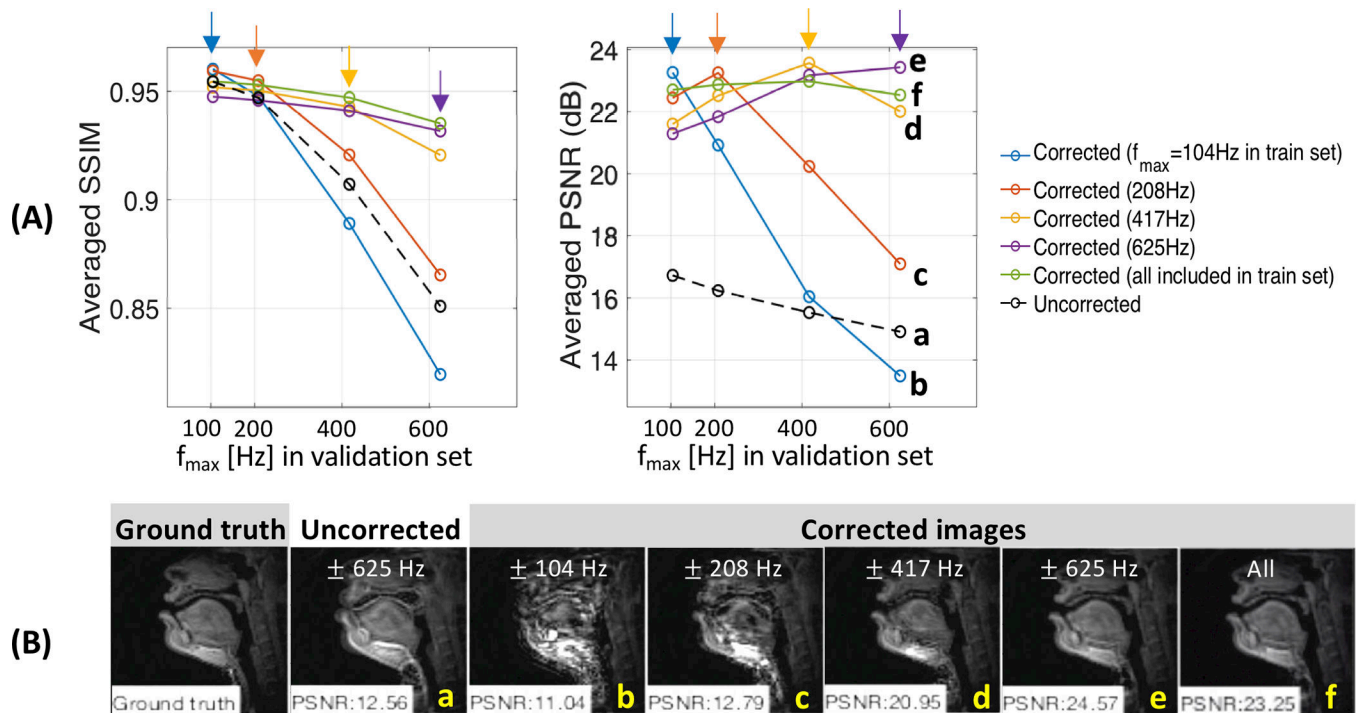 (A)
Averaged SSIM
0.95
0.9
0.85
100 200 400 600
f_max [Hz] in validation set
Averaged PSNR (dB)
24
22
20
18
16
14
e
f
d
c
a
b
100 200 400 600
f_max [Hz] in validation set
Corrected (f_max=104Hz in train set)
Corrected (208Hz)
Corrected (417Hz)
Corrected (625Hz)
Corrected (all included in train set)
Uncorrected
(B)
Ground truth
Uncorrected
Corrected images
± 625 Hz
± 104 Hz
± 208 Hz
± 417 Hz
± 625 Hz
All
Ground truth
PSNR:12.56 a
PSNR:11.04 b
PSNR:12.79 c
PSNR:20.95 d
PSNR:24.57 e
PSNR:23.25 f